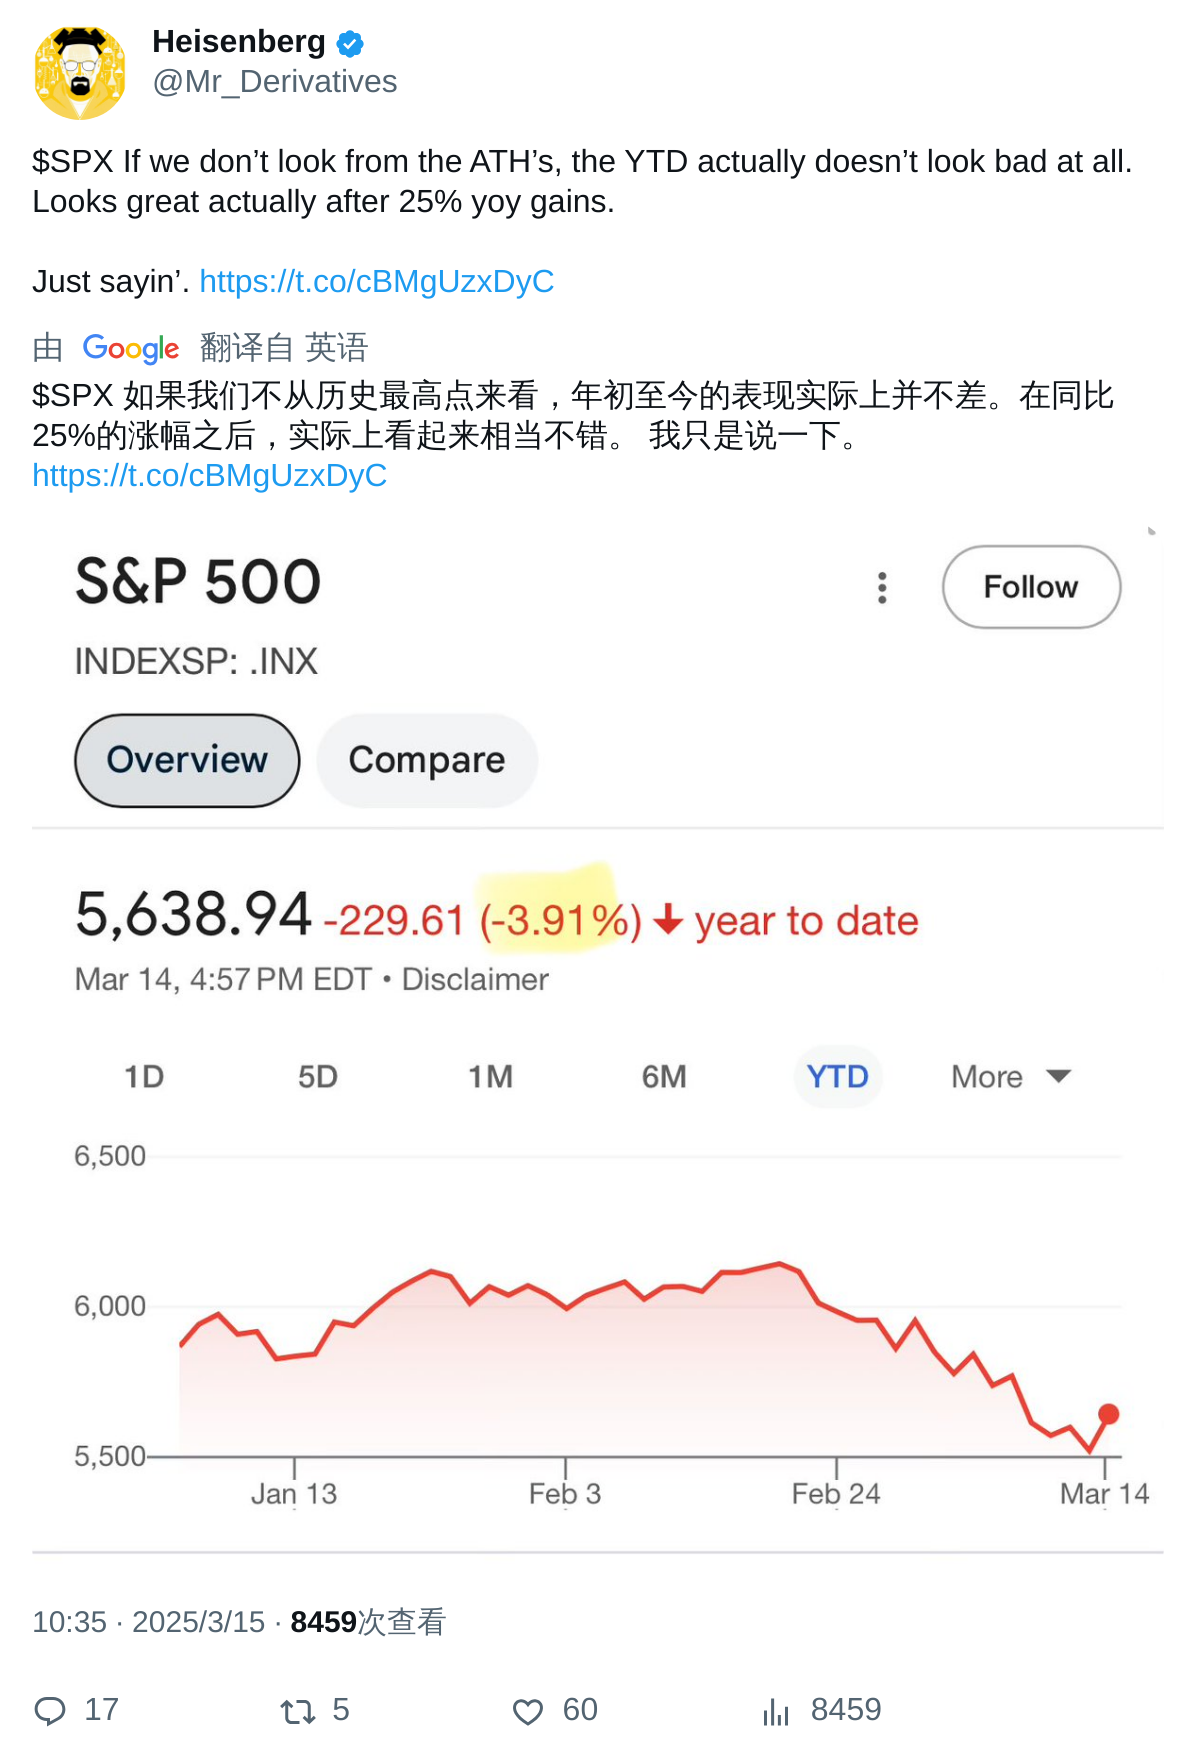 Heisenberg
@Mr_Derivatives
$SPX If we don’t look from the ATH’s, the YTD actually doesn’t look bad at all.
Looks great actually after 25% yoy gains.
Just sayin’. https://t.co/cBMgUzxDyC
由 Google 翻译自 英语
$SPX 如果我们不从历史最高点来看，年初至今的表现实际上并不差。在同比
25%的涨幅之后，实际上看起来相当不错。 我只是说一下。
https://t.co/cBMgUzxDyC
S&P 500
Follow
INDEXSP: .INX
Overview
Compare
5,638.94 -229.61 (-3.91%) ↓ year to date
Mar 14, 4:57 PM EDT • Disclaimer
1D 5D 1M 6M YTD More
6,500
6,000
5,500
Jan 13 Feb 3 Feb 24 Mar 14
10:35 · 2025/3/15 · 8459次查看
17 5 60 8459